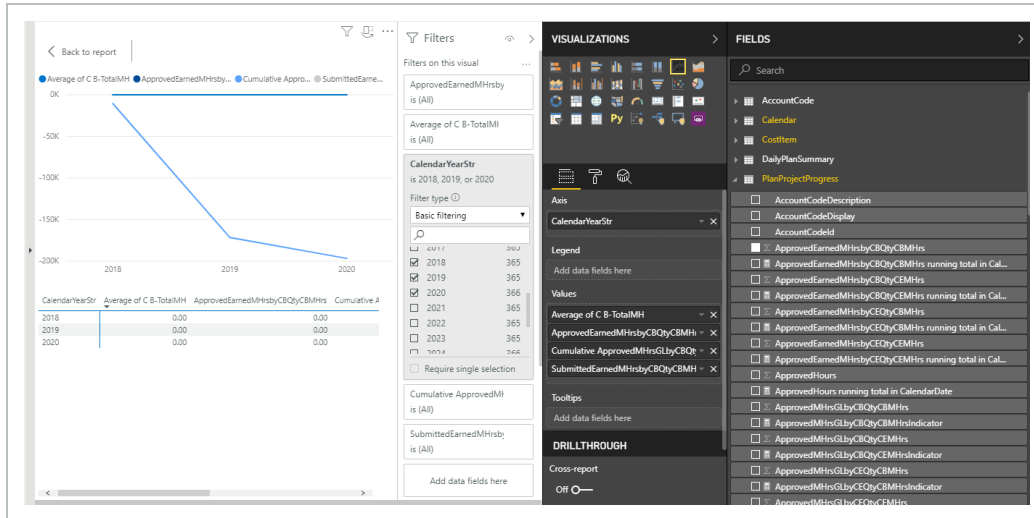 Back to report
Average of C B-TotalMH ApprovedEarnedMHrsby... Cumulative Appro... SubmittedEarne...
0K
-50K
-100K
-150K
-200K
2018 2019 2020
CalendarYearStr Average of C B-TotalMH ApprovedEarnedMHrsbyCBQtyCBMHrs Cumulative A
2018 0.00 0.00
2019 0.00 0.00
2020 0.00 0.00
Filters
Filters on this visual
ApprovedEarnedMHrsby
is (All)
Average of C B-TotalMH
is (All)
CalendarYearStr
is 2018, 2019, or 2020
Filter type
Basic filtering
2017 365
2018 365
2019 365
2020 366
2021 365
2022 365
2023 365
2024 366
Require single selection
Cumulative ApprovedMH
is (All)
SubmittedEarnedMHrsby
is (All)
Add data fields here
VISUALIZATIONS
Py
Axis
CalendarYearStr
Legend
Add data fields here
Values
Average of C B-TotalMH
ApprovedEarnedMHrsbyCBQtyCBMH
Cumulative ApprovedMHrsGLbyCBQt
SubmittedEarnedMHrsbyCBQtyCBMH
Tooltips
Add data fields here
DRILLTHROUGH
Cross-report
Off
FIELDS
Search
AccountCode
Calendar
CostItem
DailyPlanSummary
PlanProjectProgress
AccountCodeDescription
AccountCodeDisplay
AccountCodeId
ApprovedEarnedMHrsbyCBQtyCBMHrs
ApprovedEarnedMHrsbyCBQtyCBMHrs running total in Cal...
ApprovedEarnedMHrsbyCBQtyCEMHrs
ApprovedEarnedMHrsbyCBQtyCEMHrs running total in Cal...
ApprovedEarnedMHrsbyCEQtyCBMHrs
ApprovedEarnedMHrsbyCEQtyCBMHrs running total in Cal...
ApprovedEarnedMHrsbyCEQtyCEMHrs
ApprovedEarnedMHrsbyCEQtyCEMHrs running total in Cal...
ApprovedHours
ApprovedHours running total in CalendarDate
ApprovedMHrsGLbyCBQtyCBMHrs
ApprovedMHrsGLbyCBQtyCBMHrsIndicator
ApprovedMHrsGLbyCBQtyCEMHrs
ApprovedMHrsGLbyCBQtyCEMHrsIndicator
ApprovedMHrsGLbyCEQtyCBMHrs
ApprovedMHrsGLbyCEQtyCBMHrsIndicator
ApprovedMHrsGLbyCEQtyCEMHrs